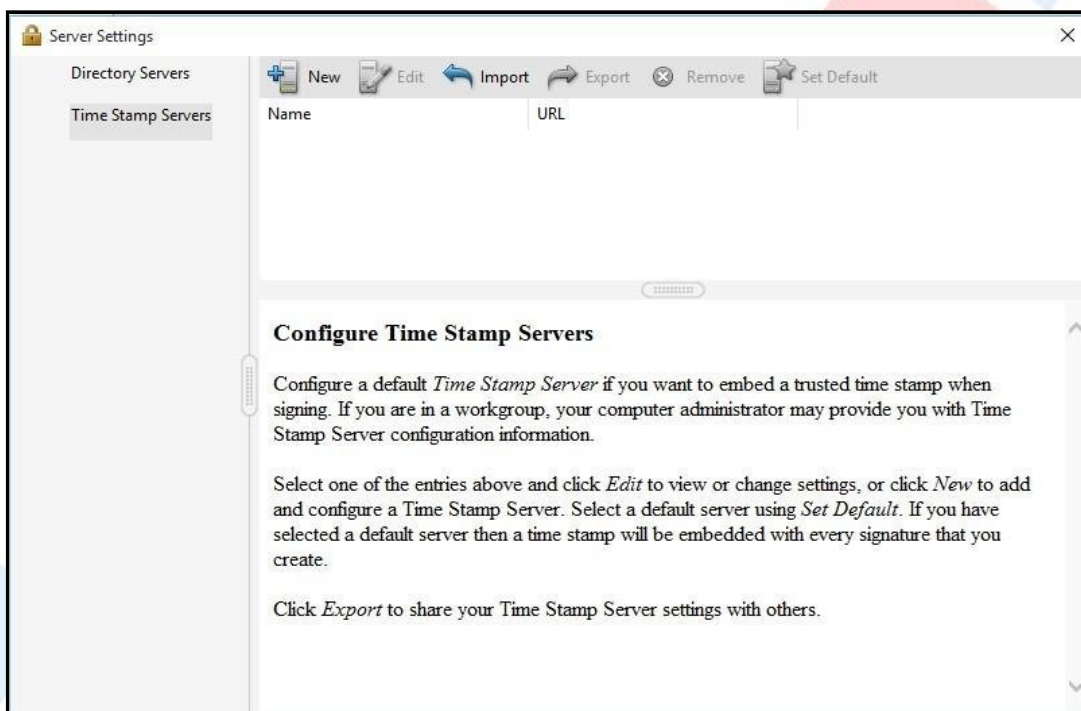 Server Settings
Directory Servers
Time Stamp Servers
New Edit Import Export Remove Set Default
Name URL
Configure Time Stamp Servers
Configure a default Time Stamp Server if you want to embed a trusted time stamp when
signing. If you are in a workgroup, your computer administrator may provide you with Time
Stamp Server configuration information.
Select one of the entries above and click Edit to view or change settings, or click New to add
and configure a Time Stamp Server. Select a default server using Set Default. If you have
selected a default server then a time stamp will be embedded with every signature that you
create.
Click Export to share your Time Stamp Server settings with others.